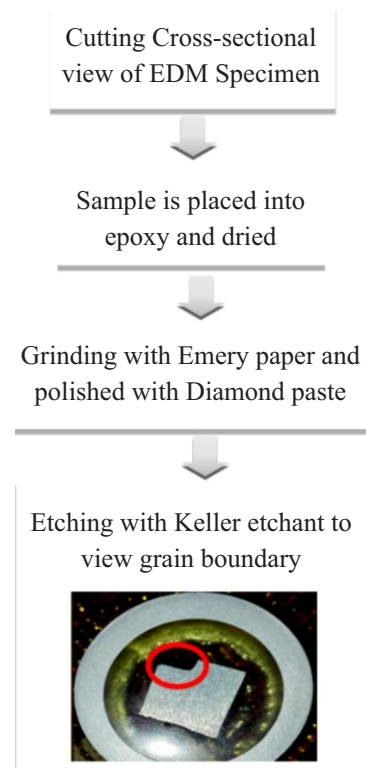 Cutting Cross-sectional
view of EDM Specimen
Sample is placed into
epoxy and dried
Grinding with Emery paper and
polished with Diamond paste
Etching with Keller etchant to
view grain boundary